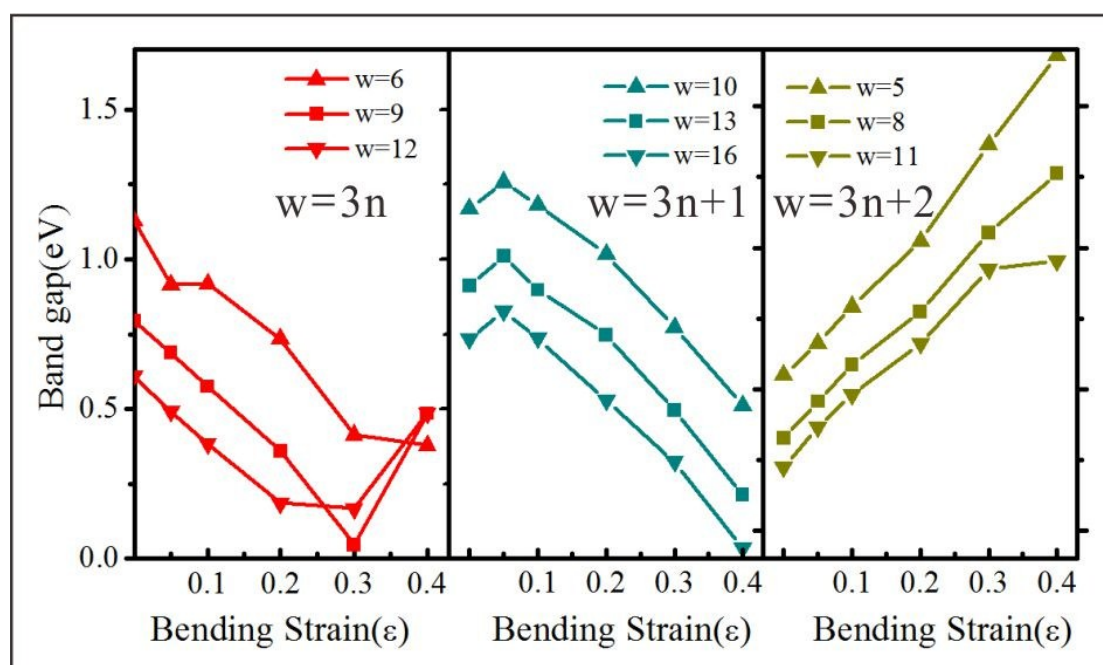 Band gap(eV)
1.5
1.0
0.5
0.0
w=6
w=9
w=12
w=3n
0.1 0.2 0.3 0.4
Bending Strain(ε)
w=10
w=13
w=16
w=3n+1
0.1 0.2 0.3 0.4
Bending Strain(ε)
w=5
w=8
w=11
w=3n+2
0.1 0.2 0.3 0.4
Bending Strain(ε)